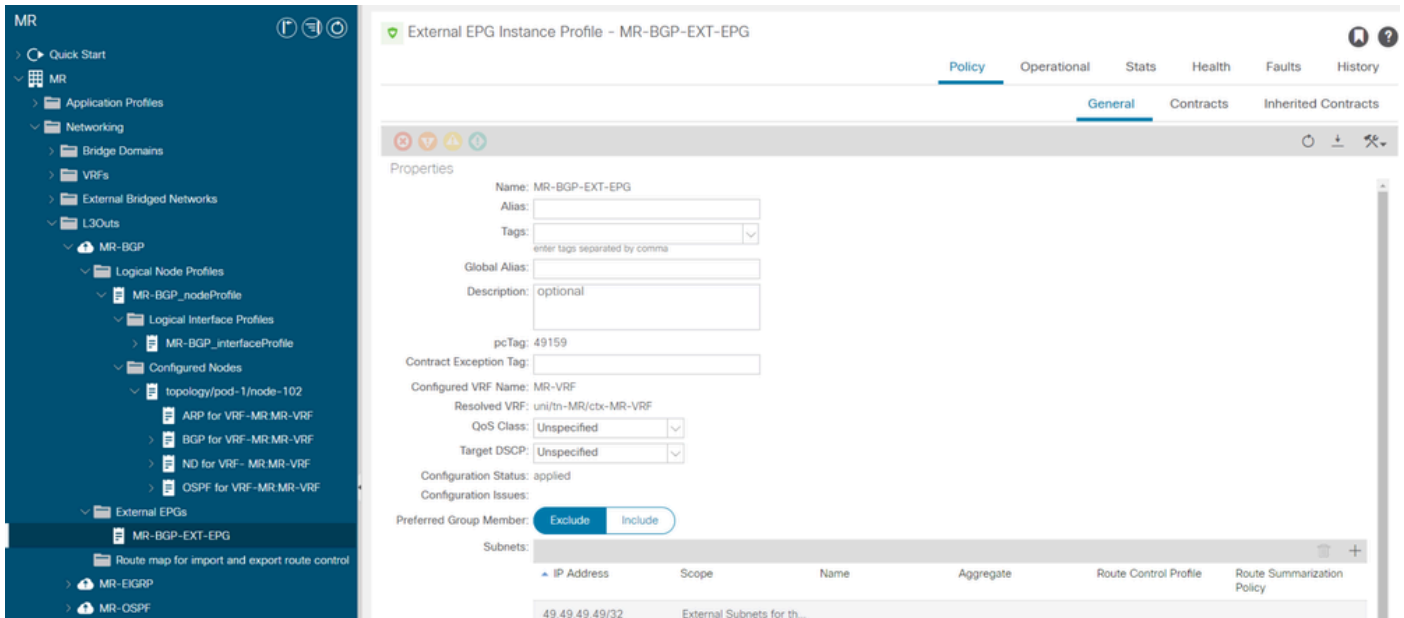 MR
Quick Start
MR
Application Profiles
Networking
Bridge Domains
VRFs
External Bridged Networks
L3Outs
MR-BGP
Logical Node Profiles
MR-BGP_nodeProfile
Logical Interface Profiles
MR-BGP_interfaceProfile
Configured Nodes
topology/pod-1/node-102
ARP for VRF-MR:MR-VRF
BGP for VRF-MR:MR-VRF
ND for VRF- MR:MR-VRF
OSPF for VRF-MR:MR-VRF
External EPGs
MR-BGP-EXT-EPG
Route map for import and export route control
MR-EIGRP
MR-OSPF
External EPG Instance Profile - MR-BGP-EXT-EPG
Policy Operational Stats Health Faults History
General Contracts Inherited Contracts
Properties
Name: MR-BGP-EXT-EPG
Alias:
Tags:
enter tags separated by comma
Global Alias:
Description: optional
pcTag: 49159
Contract Exception Tag:
Configured VRF Name: MR-VRF
Resolved VRF: uni/tn-MR/ctx-MR-VRF
QoS Class: Unspecified
Target DSCP: Unspecified
Configuration Status: applied
Configuration Issues:
Preferred Group Member: Exclude Include
Subnets:
IP Address Scope Name Aggregate Route Control Profile Route Summarization
Policy
49.49.49.49/32 External Subnets for th...